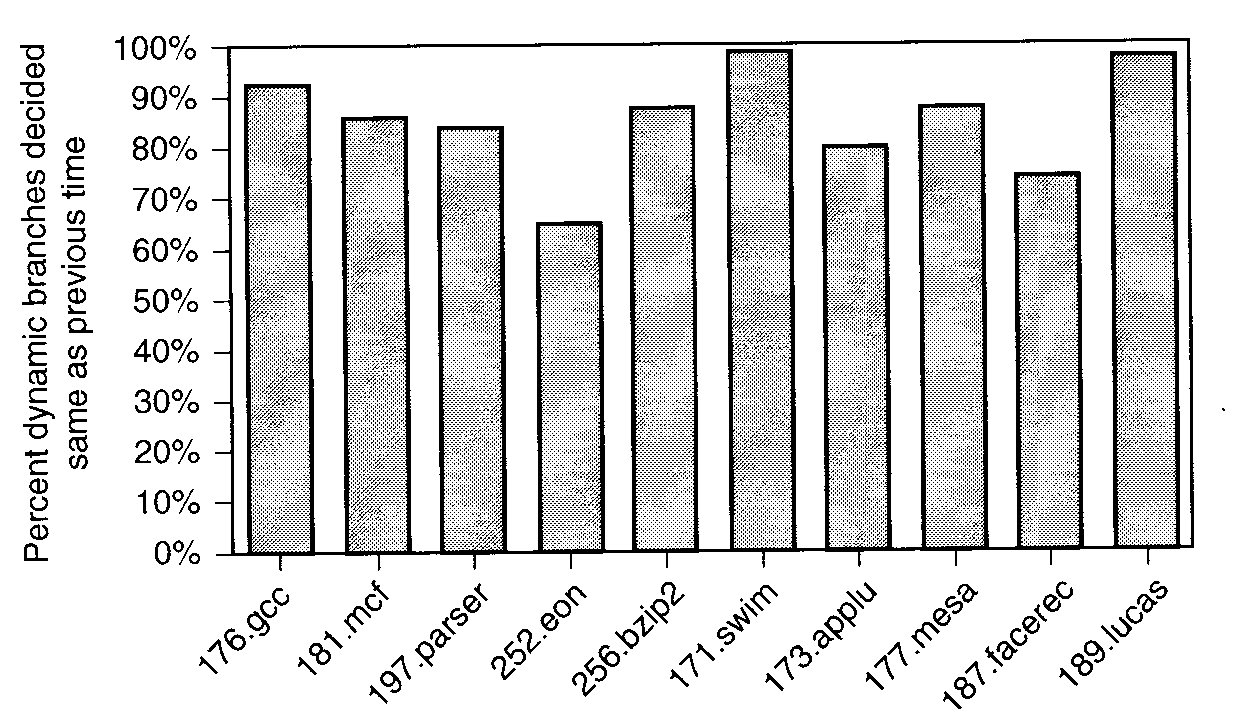 Percent dynamic branches decided
same as previous time
100%
90%
80%
70%
60%
50%
40%
30%
20%
10%
0%
176.gcc
181.mcf
197.parser
252.eon
256.bzip2
171.swim
173.applu
177.mesa
187.facerec
189.lucas